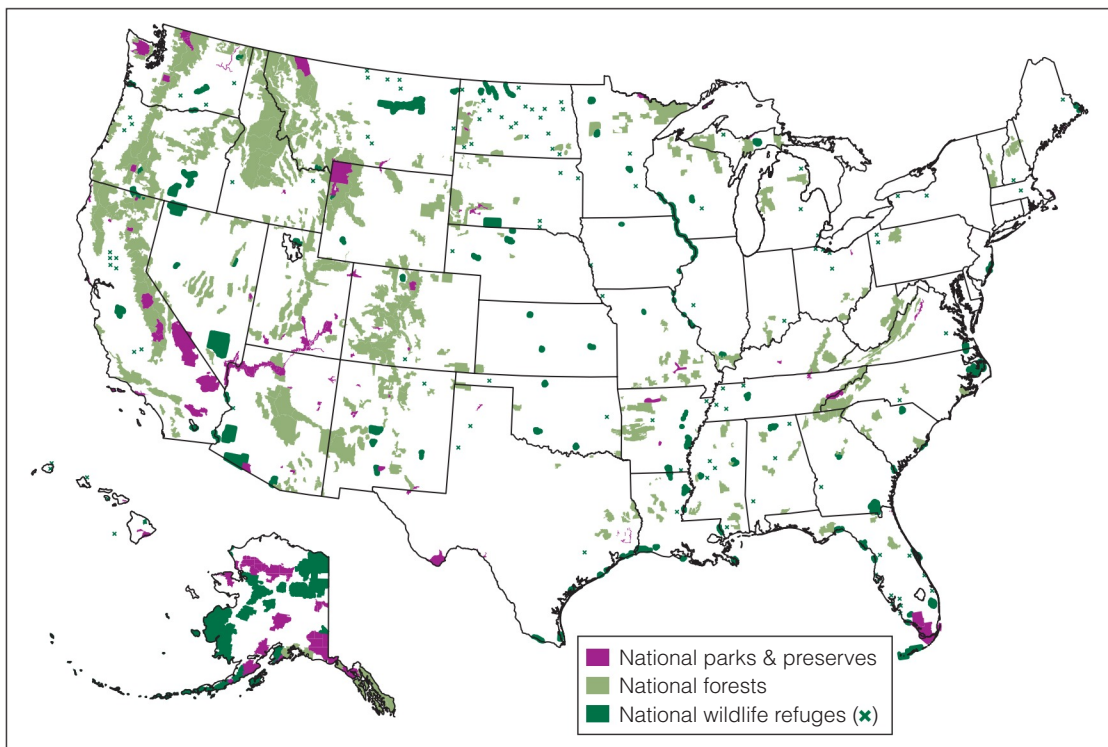 National parks & preserves
National forests
National wildlife refuges (×)